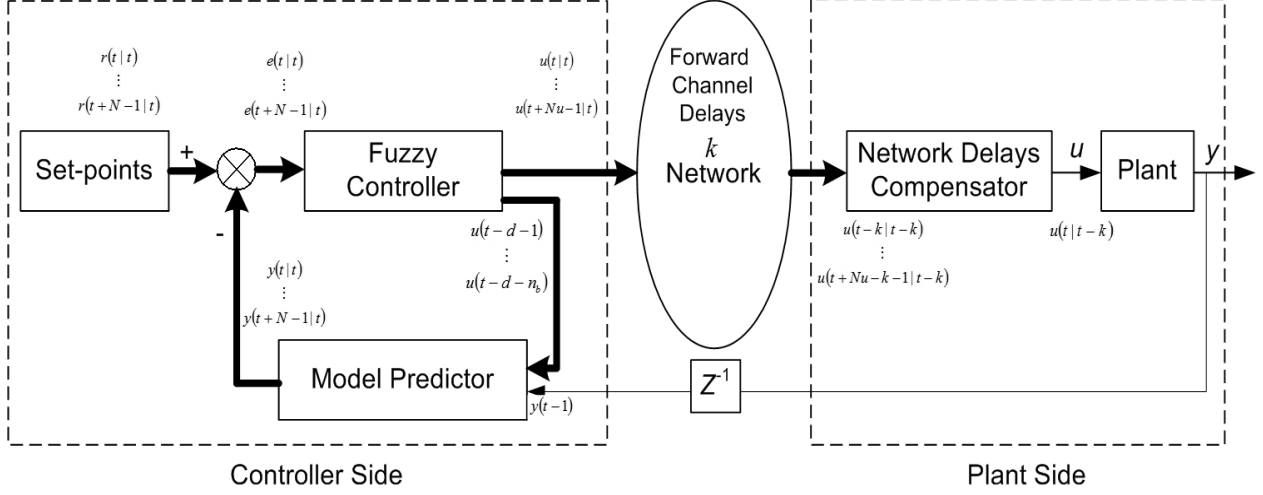 r(t|t)
⋮
r(t+N−1|t)
e(t|t)
⋮
e(t+N−1|t)
u(t|t)
⋮
u(t+Nu−1|t)
Set-points
+
-
Fuzzy
Controller
u(t−d−1)
⋮
u(t−d−n_b)
y(t|t)
⋮
y(t+N−1|t)
Model Predictor
y(t−1)
Controller Side
Forward
Channel
Delays
k
Network
Z⁻¹
Network Delays
Compensator
u(t−k|t−k)
⋮
u(t+Nu−k−1|t−k)
u
u(t|t−k)
Plant
y
Plant Side